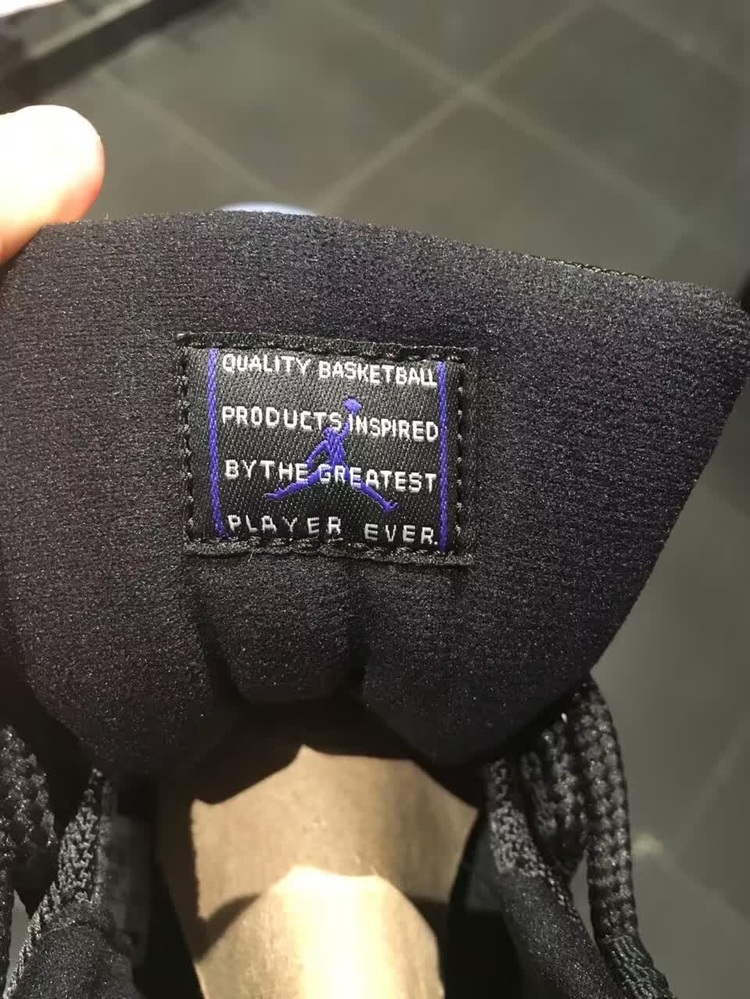 QUALITY BASKETBALL
PRODUCTS INSPIRED
BY THE GREATEST
PLAYER EVER.